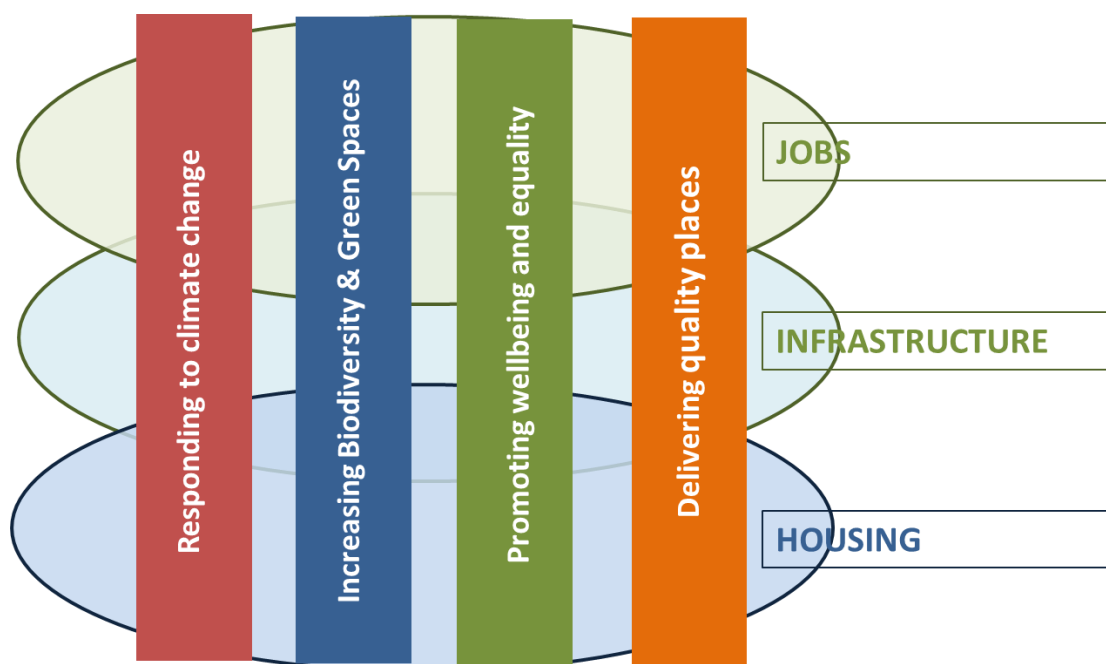 Responding to climate change
Increasing Biodiversity & Green Spaces
Promoting wellbeing and equality
Delivering quality places
JOBS
INFRASTRUCTURE
HOUSING